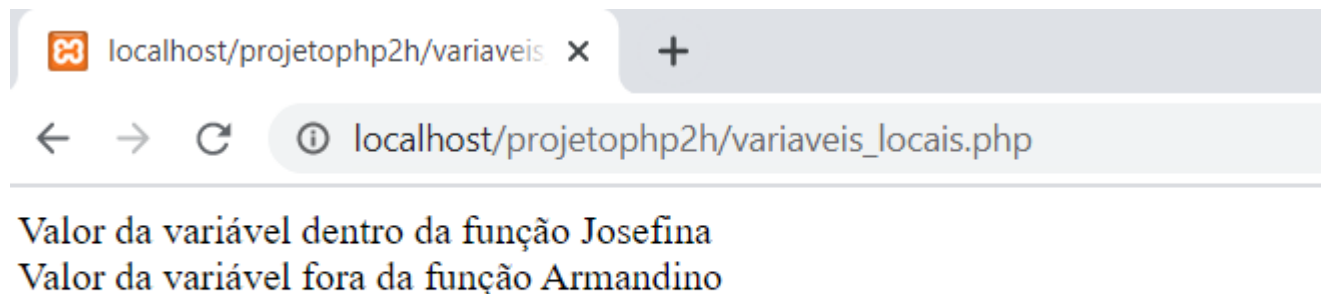 localhost/projetophp2h/variaveis
localhost/projetophp2h/variaveis_locais.php
Valor da variável dentro da função Josefina
Valor da variável fora da função Armandino